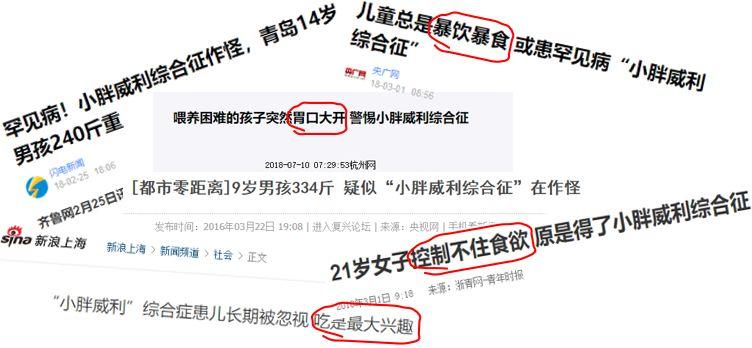 罕见病！小胖威利综合征作怪，青岛14岁
男孩240斤重
闪电新闻
18-02-25 18:06
齐鲁网2月25日讯
儿童总是暴饮暴食 或患罕见病“小胖威利
综合征”
央广网
18-03-01 08:56
喂养困难的孩子突然胃口大开 警惕小胖威利综合征
2018-07-10 07:29:53杭州网
[都市零距离]9岁男孩334斤 疑似“小胖威利综合征”在作怪
发布时间：2016年03月22日 19:08 | 进入复兴论坛 | 来源：央视网 | 手机看
sina 新浪上海
新浪上海 > 新闻频道 > 社会 > 正文
“小胖威利”综合症患儿长期被忽视 吃是最大兴趣
21岁女子控制不住食欲 原是得了小胖威利综合征
年3月1日 9:18 来源：浙青网-青年时报